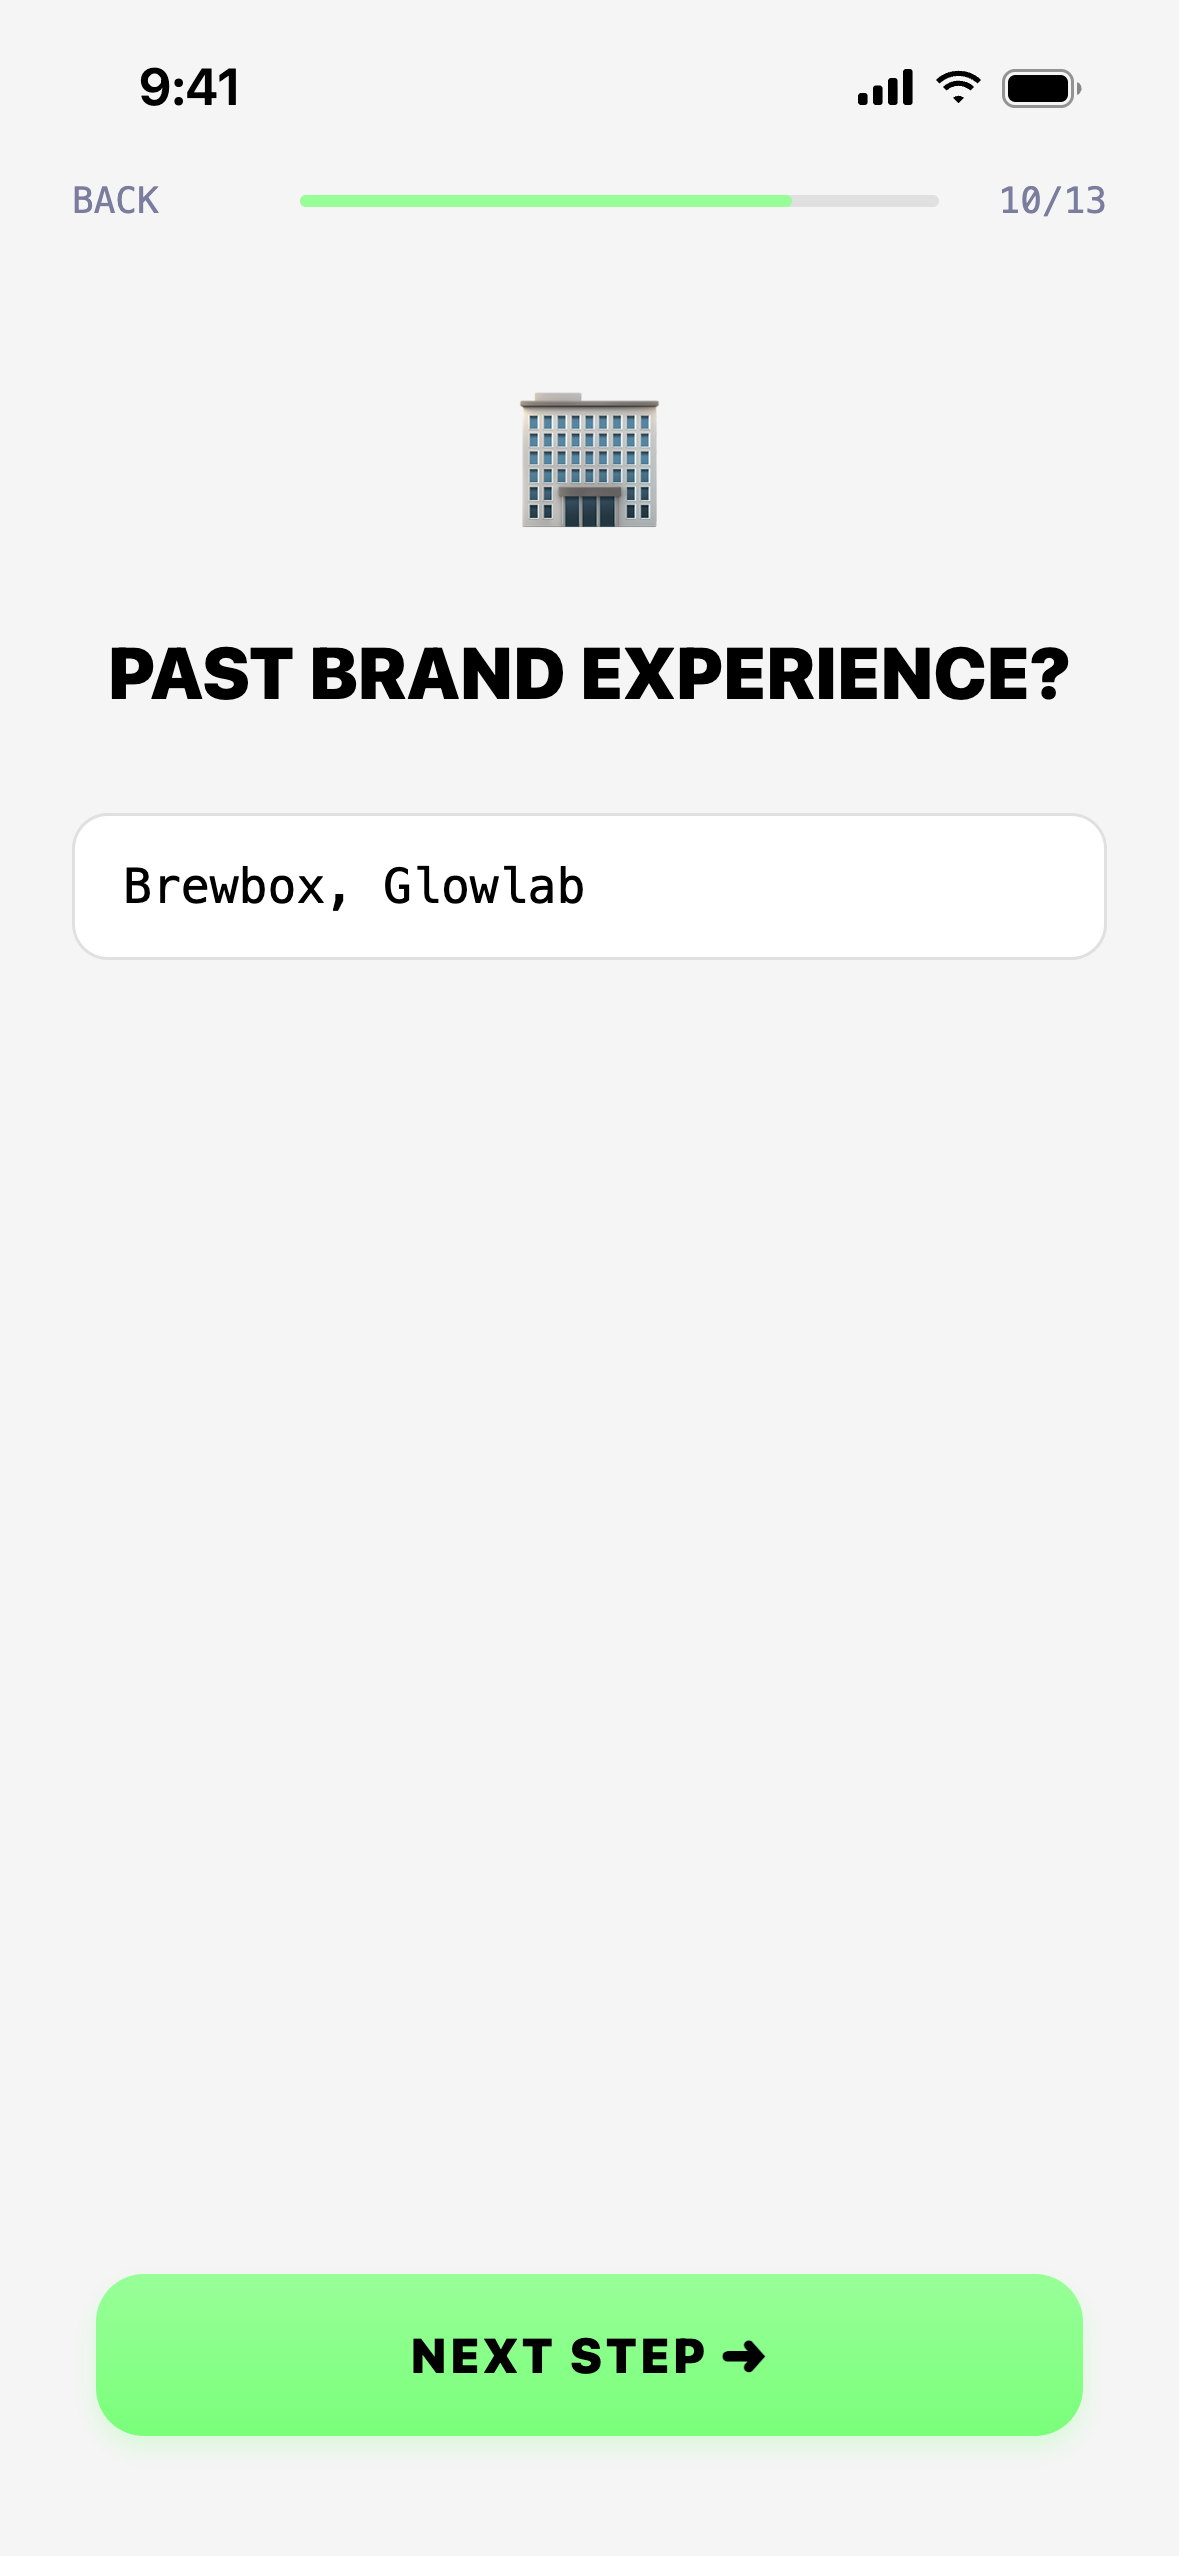 9:41
BACK
10/13
PAST BRAND EXPERIENCE?
Brewbox, Glowlab
NEXT STEP ➜